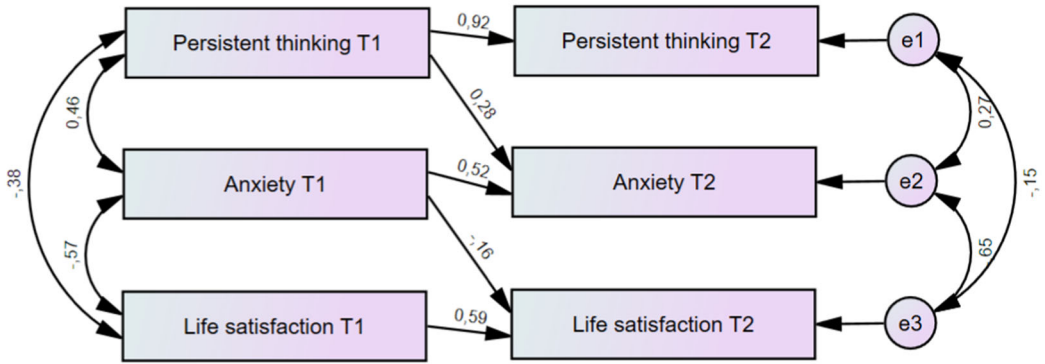 Persistent thinking T1
0,92
Persistent thinking T2
e1
0,46
0,28
0,27
-,38
Anxiety T1
0,52
Anxiety T2
e2
-,15
-,57
-,16
,65
Life satisfaction T1
0,59
Life satisfaction T2
e3